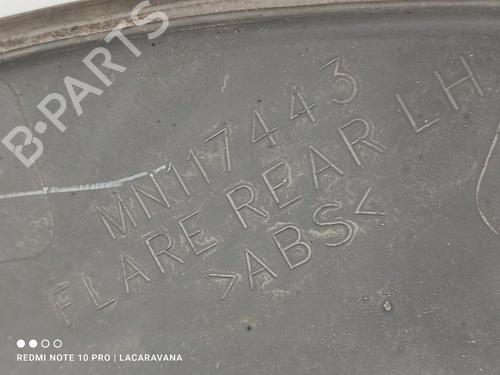 B-PARTS
MN117443
FLARE REAR LH
>ABS<
REDMI NOTE 10 PRO | LACARAVANA